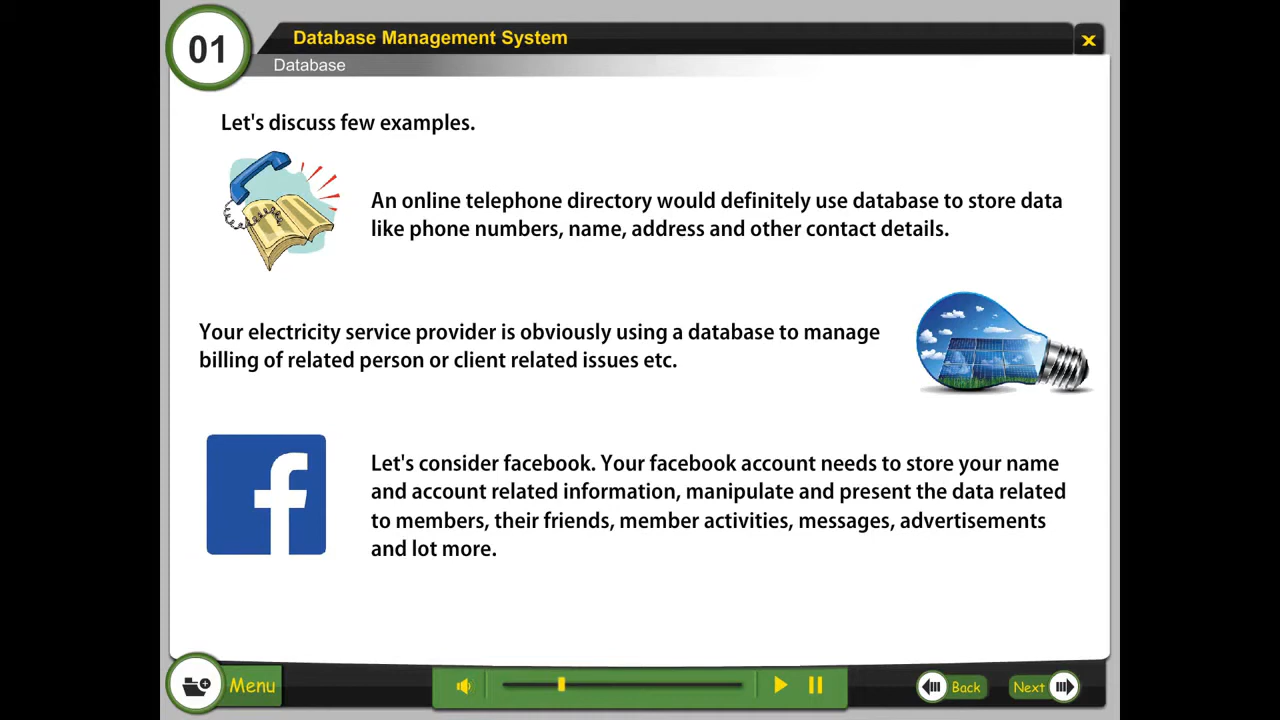 01
Database Management System
x
Database
Let's discuss few examples.
An online telephone directory would definitely use database to store data
like phone numbers, name, address and other contact details.
Your electricity service provider is obviously using a database to manage
billing of related person or client related issues etc.
f
Let's consider facebook. Your facebook account needs to store your name
and account related information, manipulate and present the data related
to members, their friends, member activities, messages, advertisements
and lot more.
Menu
Back
Next